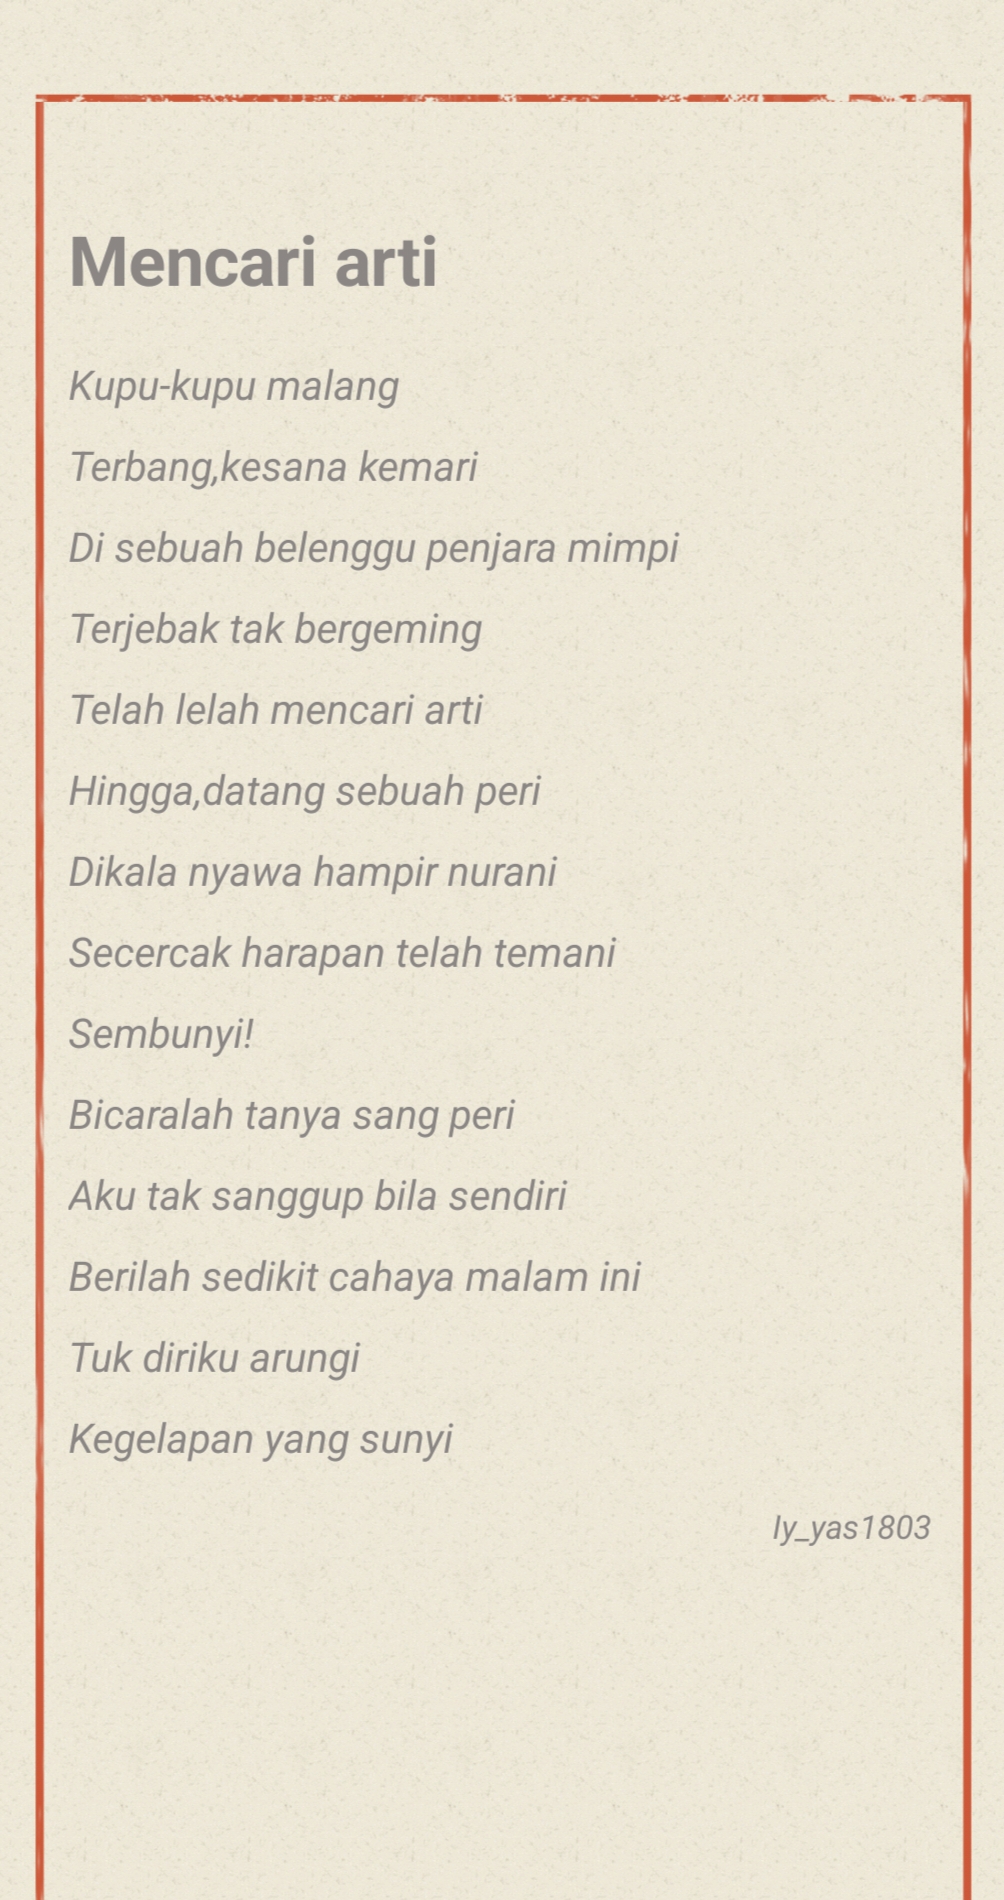 Mencari arti
Kupu-kupu malang
Terbang,kesana kemari
Di sebuah belenggu penjara mimpi
Terjebak tak bergeming
Telah lelah mencari arti
Hingga,datang sebuah peri
Dikala nyawa hampir nurani
Secercak harapan telah temani
Sembunyi!
Bicaralah tanya sang peri
Aku tak sanggup bila sendiri
Berilah sedikit cahaya malam ini
Tuk diriku arungi
Kegelapan yang sunyi
ly_yas1803